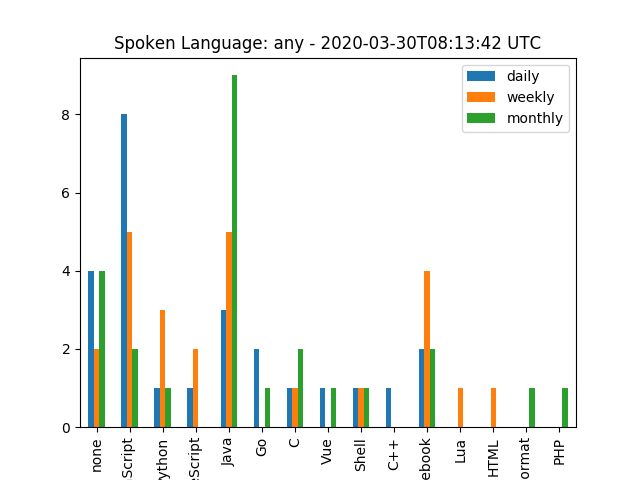 Spoken Language: any - 2020-03-30T08:13:42 UTC
daily
weekly
monthly
8
6
4
2
0
none
Script
ython
eScript
Java
Go
C
Vue
Shell
C++
ebook
Lua
HTML
ormat
PHP